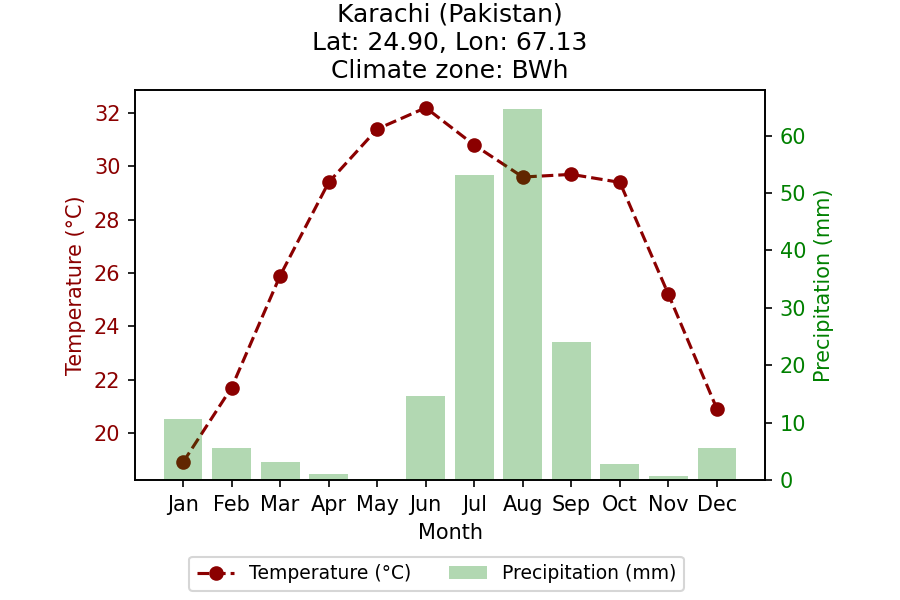 Karachi (Pakistan)
Lat: 24.90, Lon: 67.13
Climate zone: BWh
Temperature (°C)
32
30
28
26
24
22
20
Precipitation (mm)
60
50
40
30
20
10
0
Jan Feb Mar Apr May Jun Jul Aug Sep Oct Nov Dec
Month
Temperature (°C) Precipitation (mm)